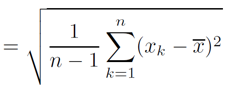 = \sqrt{\frac{1}{n-1} \sum_{k=1}^{n} (x_k - \overline{x})^2}